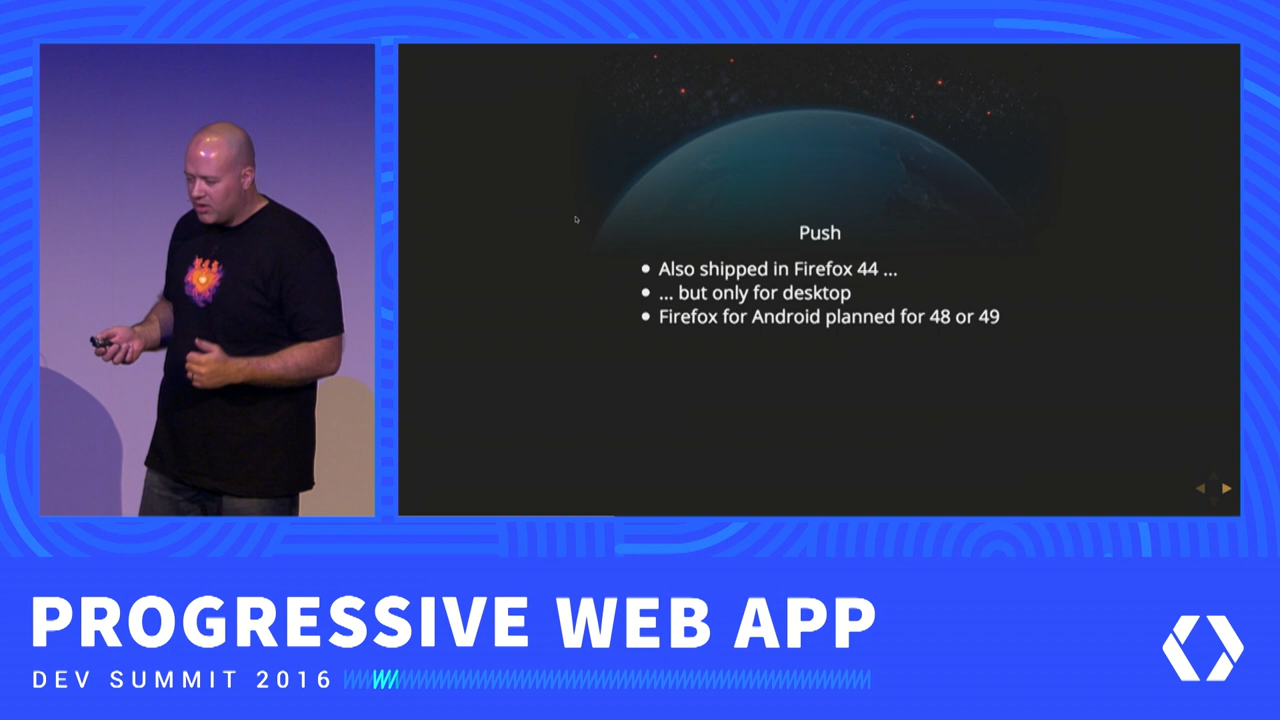 Push
Also shipped in Firefox 44 ...
... but only for desktop
Firefox for Android planned for 48 or 49
PROGRESSIVE WEB APP
DEV SUMMIT 2016